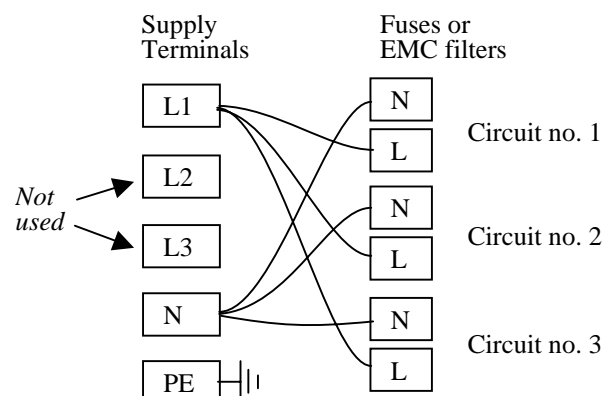 Supply
Terminals
Fuses or
EMC filters
L1
L2
L3
N
PE
Not
used
N
L
Circuit no. 1
N
L
Circuit no. 2
N
L
Circuit no. 3